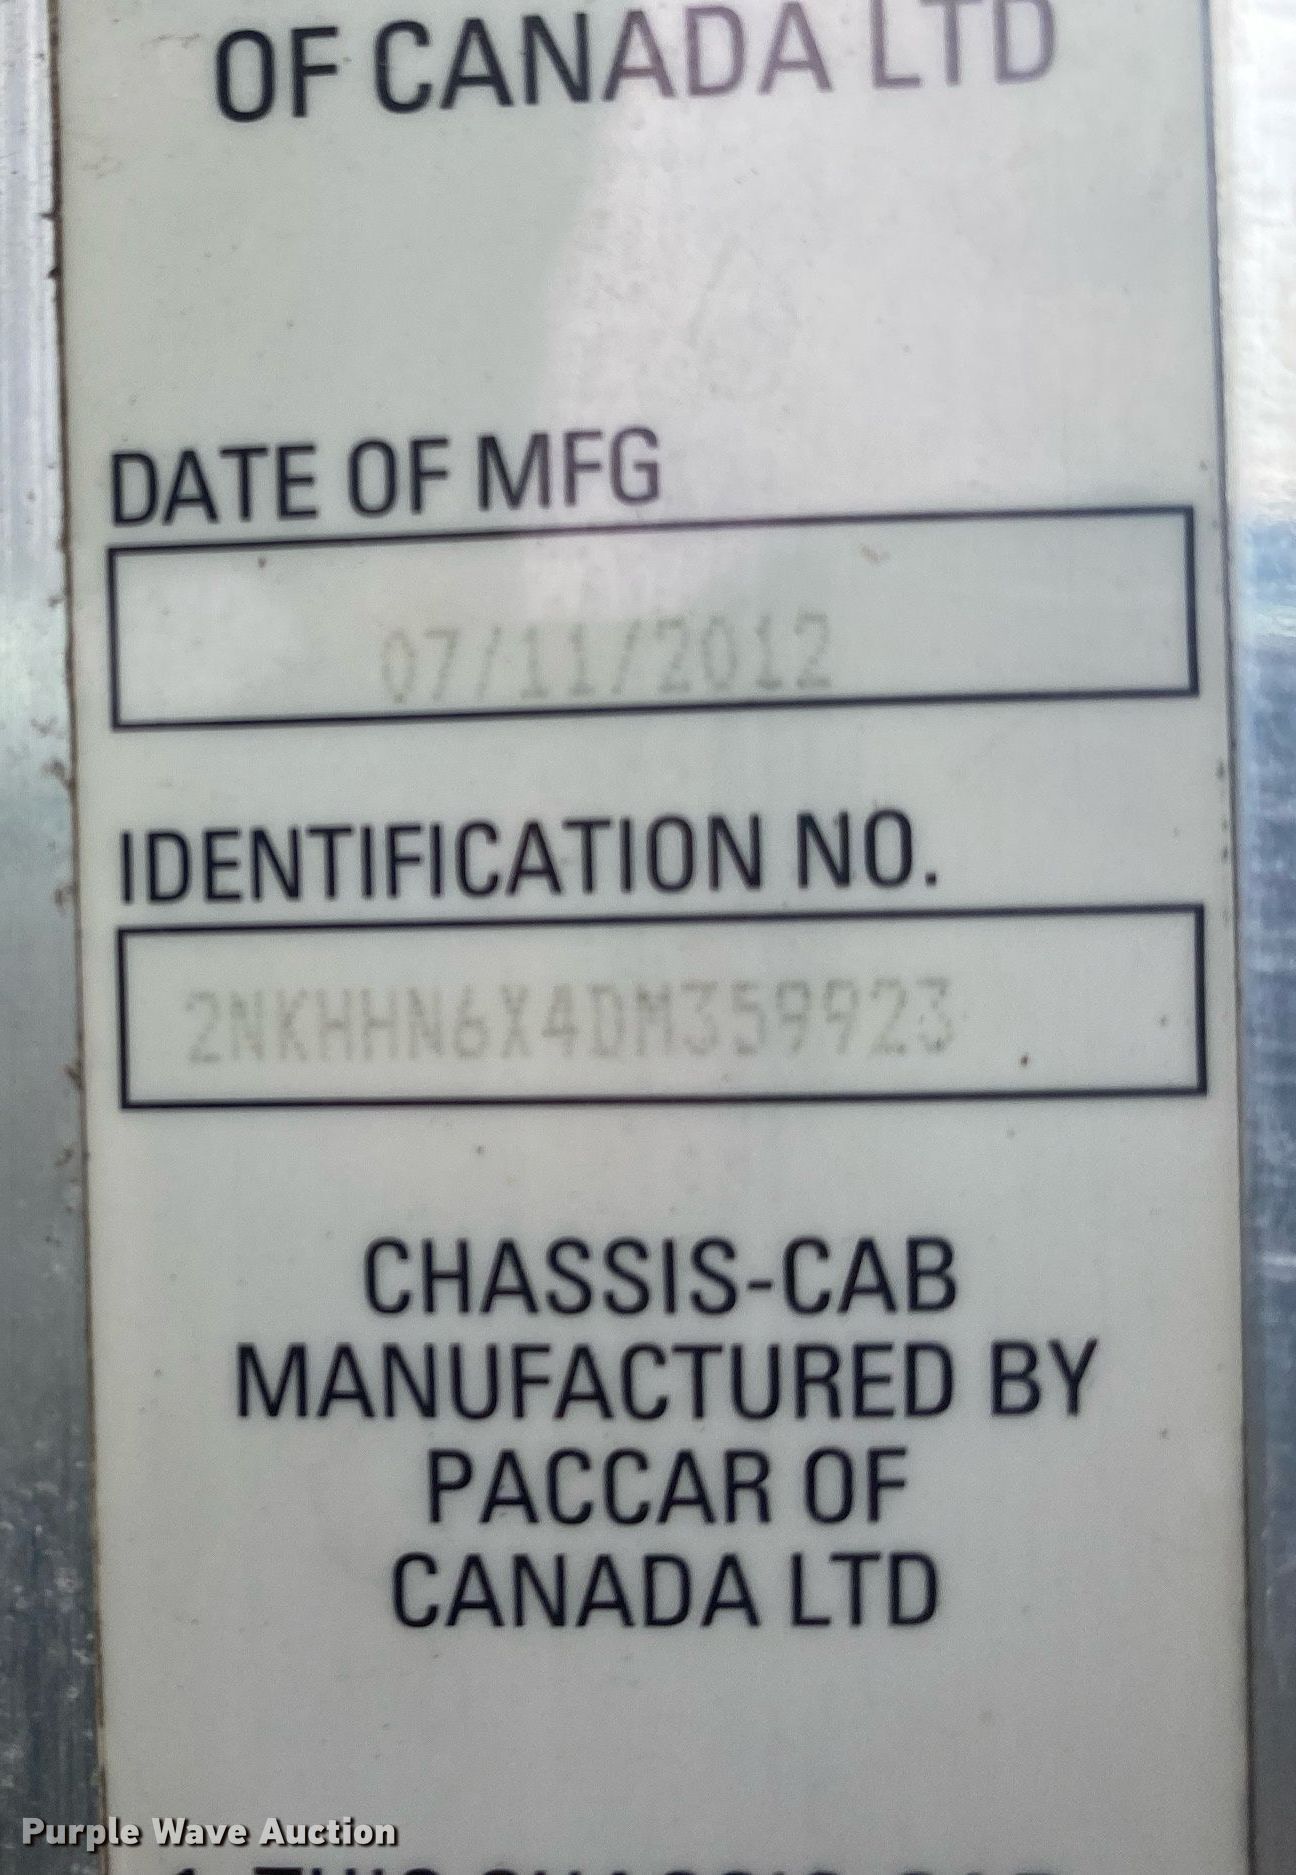 OF CANADA LTD
DATE OF MFG
07/11/2012
IDENTIFICATION NO.
2NKHHN6X4DM359923
CHASSIS-CAB
MANUFACTURED BY
PACCAR OF
CANADA LTD
Purple Wave Auction